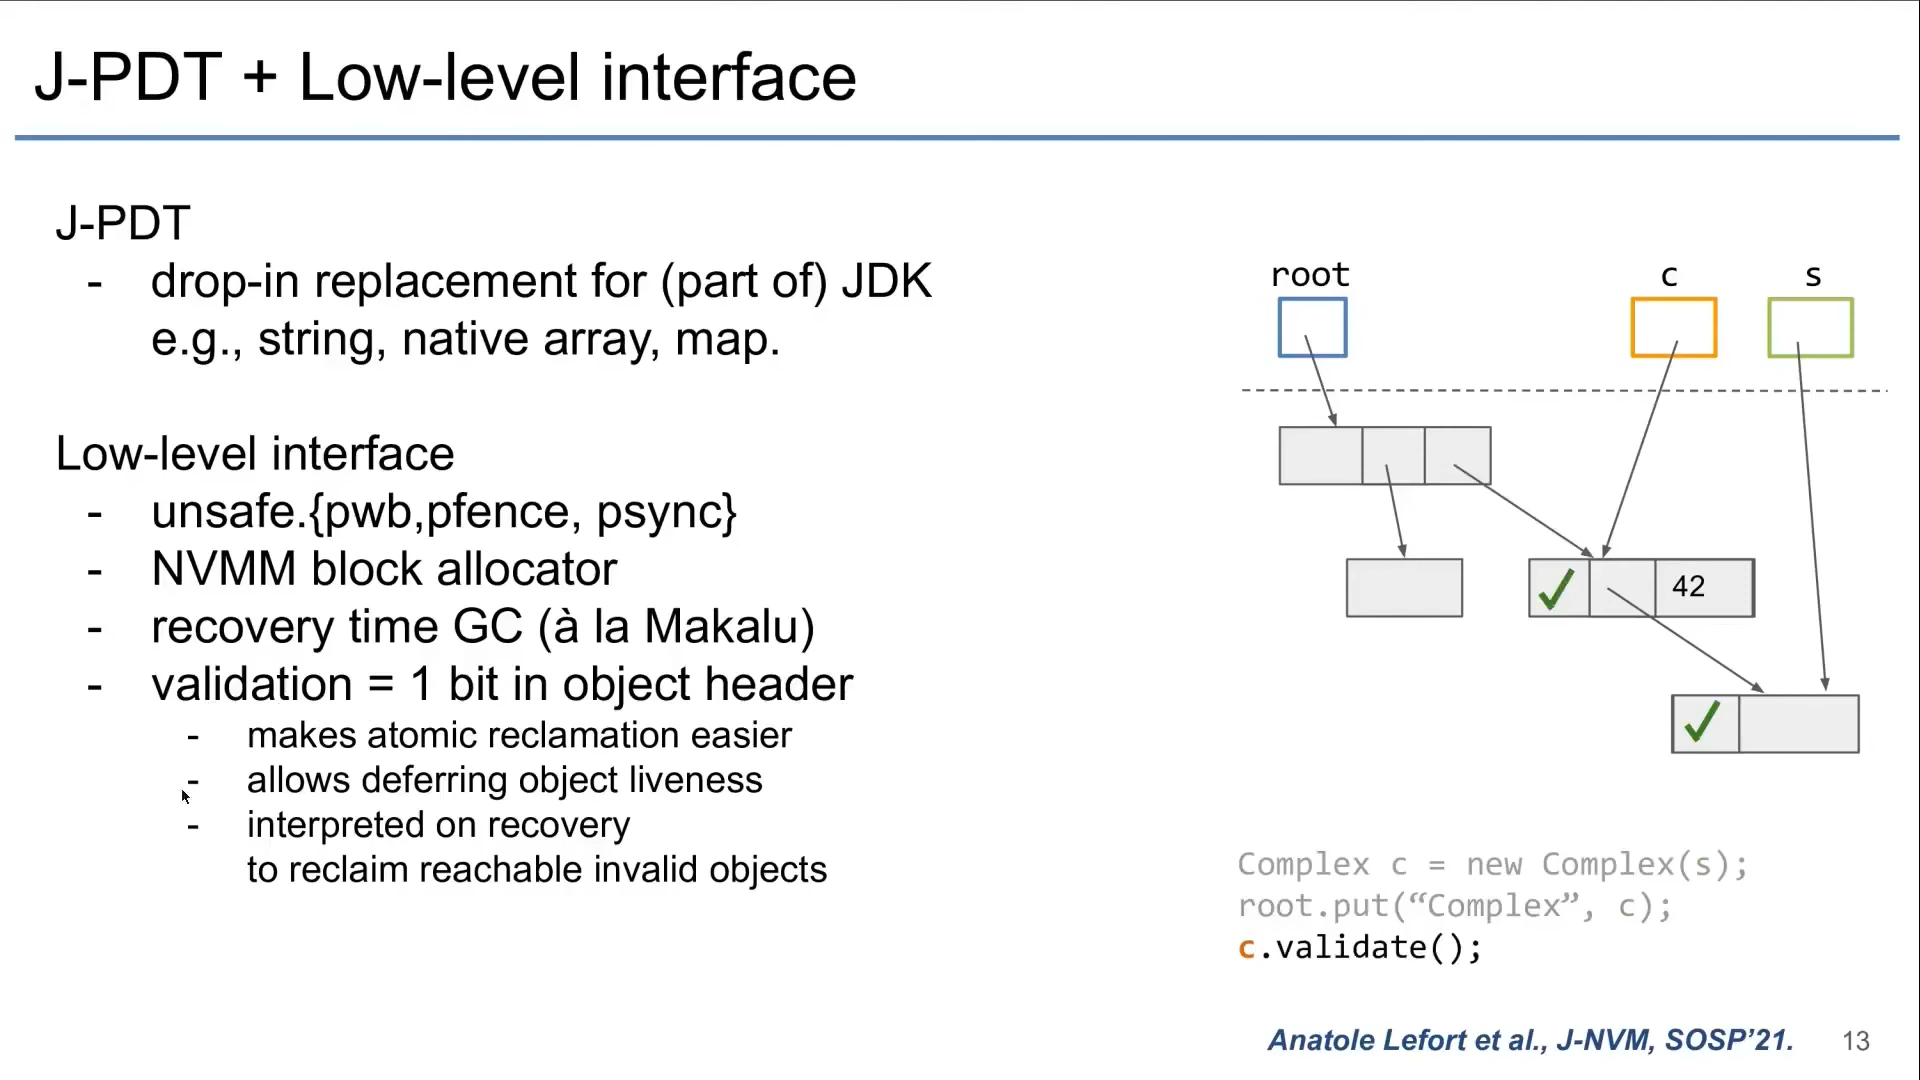 J-PDT + Low-level interface
J-PDT
- drop-in replacement for (part of) JDK
e.g., string, native array, map.
Low-level interface
- unsafe.{pwb,pfence, psync}
- NVMM block allocator
- recovery time GC (à la Makalu)
- validation = 1 bit in object header
- makes atomic reclamation easier
- allows deferring object liveness
- interpreted on recovery
to reclaim reachable invalid objects
root c s
42
Complex c = new Complex(s);
root.put(“Complex”, c);
c.validate();
Anatole Lefort et al., J-NVM, SOSP’21. 13